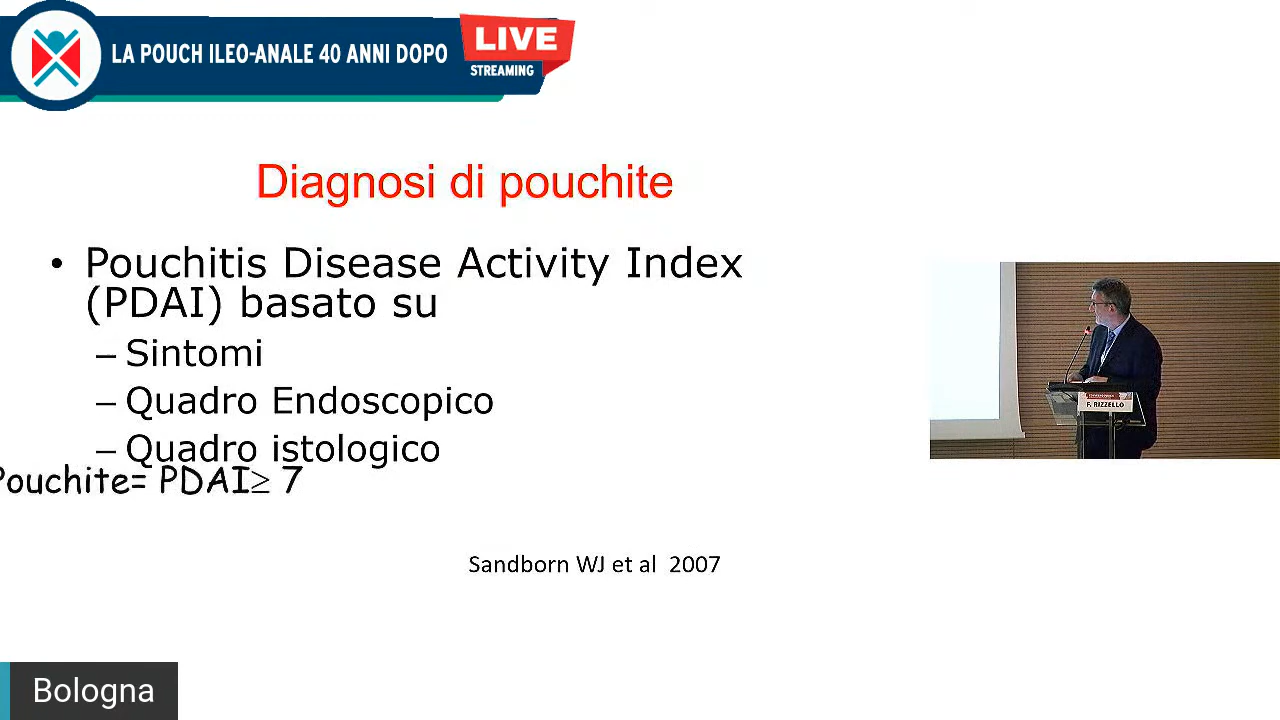 LA POUCH ILEO-ANALE 40 ANNI DOPO
LIVE
STREAMING
Diagnosi di pouchite
• Pouchitis Disease Activity Index
(PDAI) basato su
– Sintomi
– Quadro Endoscopico
– Quadro istologico
Pouchite= PDAI≥ 7
Sandborn WJ et al 2007
F. RIZZELLO
Bologna